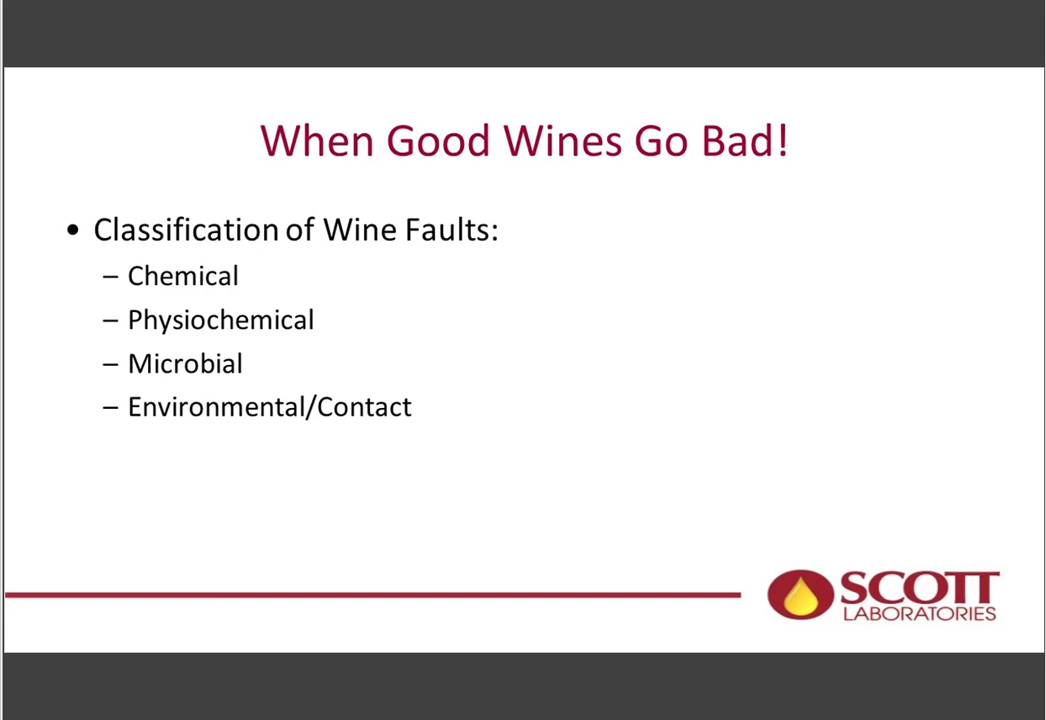 When Good Wines Go Bad!
• Classification of Wine Faults:
– Chemical
– Physiochemical
– Microbial
– Environmental/Contact
SCOTT
LABORATORIES